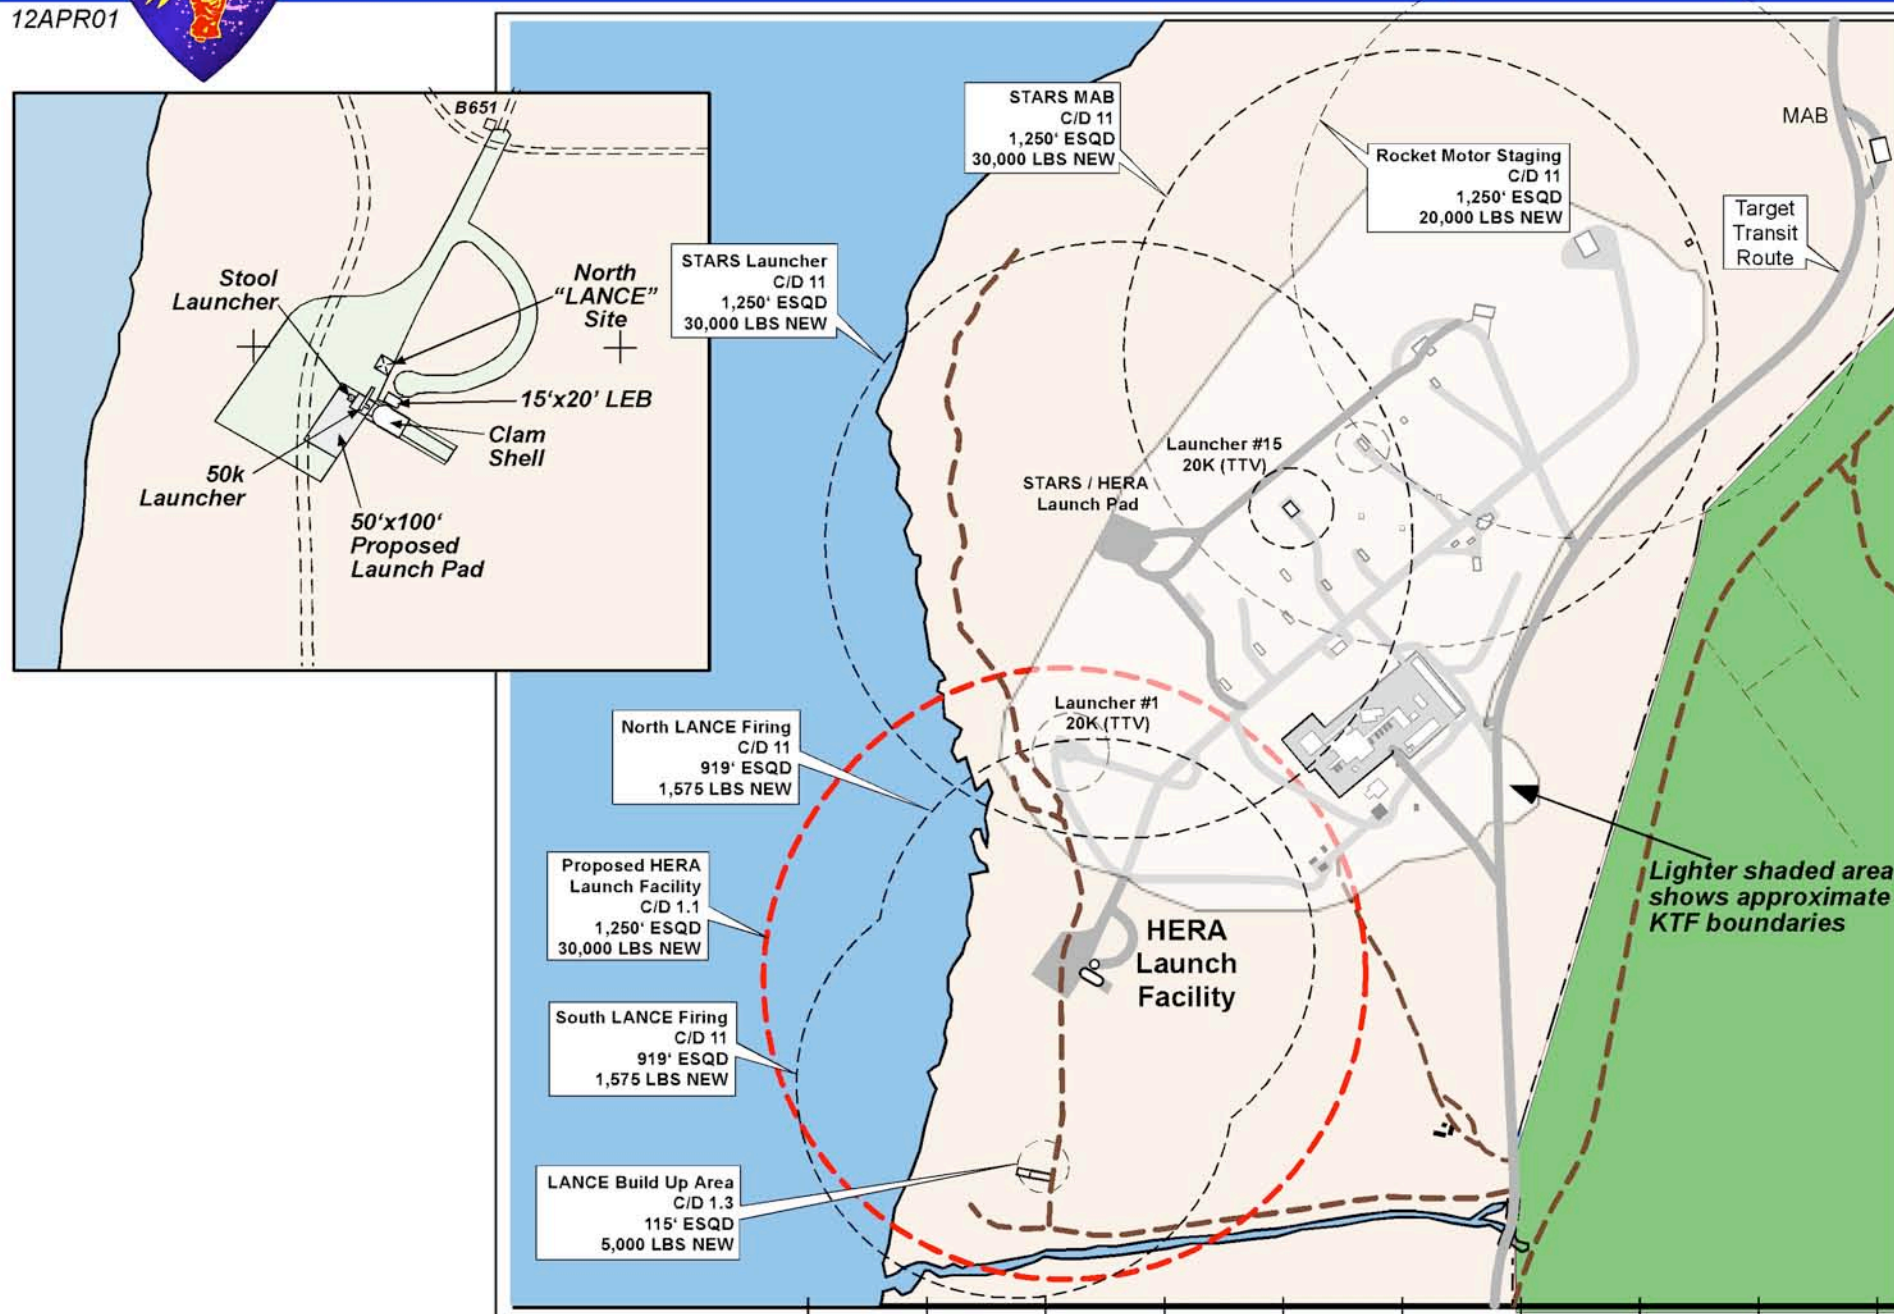 12APR01
B651
Stool
Launcher
North
“LANCE”
Site
15‘x20’ LEB
Clam
Shell
50k
Launcher
50‘x100‘
Proposed
Launch Pad
STARS MAB
C/D 11
1,250‘ ESQD
30,000 LBS NEW
Rocket Motor Staging
C/D 11
1,250‘ ESQD
20,000 LBS NEW
MAB
Target
Transit
Route
STARS Launcher
C/D 11
1,250‘ ESQD
30,000 LBS NEW
Launcher #15
20K (TTV)
STARS / HERA
Launch Pad
Launcher #1
20K (TTV)
North LANCE Firing
C/D 11
919‘ ESQD
1,575 LBS NEW
Proposed HERA
Launch Facility
C/D 1.1
1,250‘ ESQD
30,000 LBS NEW
Lighter shaded area
shows approximate
KTF boundaries
HERA
Launch
Facility
South LANCE Firing
C/D 11
919‘ ESQD
1,575 LBS NEW
LANCE Build Up Area
C/D 1.3
115‘ ESQD
5,000 LBS NEW